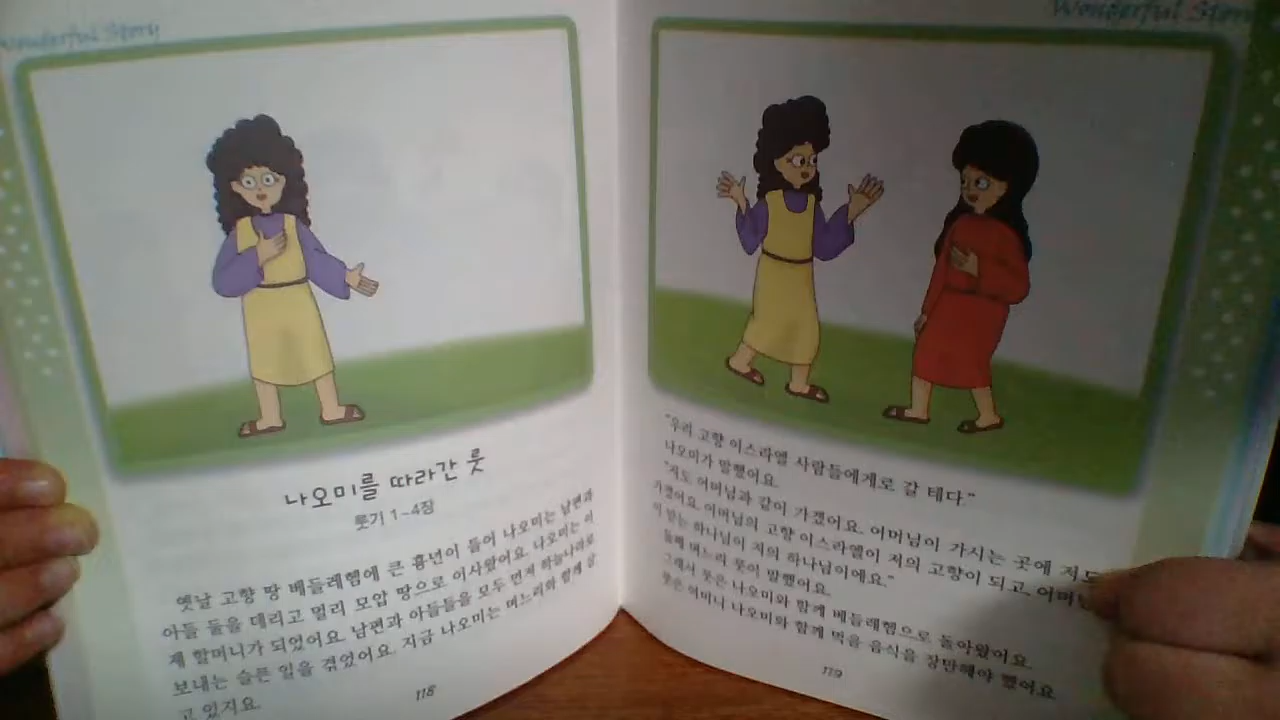 Wonderful Story
나오미를 따라간 룻
룻기 1~4장
옛날 고향 땅 베들레헴에 큰 흉년이 들어 나오미는 남편과
아들 둘을 데리고 멀리 모압 땅으로 이사왔어요. 나오미는 이
제 할머니가 되었어요. 남편과 아들들을 모두 먼저 하늘나라로
보내는 슬픈 일을 겪었어요. 지금 나오미는 며느리와 함께 살
고 있지요.
118
Wonderful Story
"우리 고향 이스라엘 사람들에게로 갈 테다."
나오미가 말했어요.
"저도 어머님과 같이 가겠어요. 어머님이 가시는 곳에 저도
가겠어요. 어머님의 고향 이스라엘이 저의 고향이 되고, 어머님
이 믿는 하나님이 저의 하나님이에요."
둘째 며느리 룻이 말했어요.
그래서 룻은 나오미와 함께 베들레헴으로 돌아왔어요.
룻은 어머니 나오미와 함께 먹을 음식을 장만해야 했어요.
119